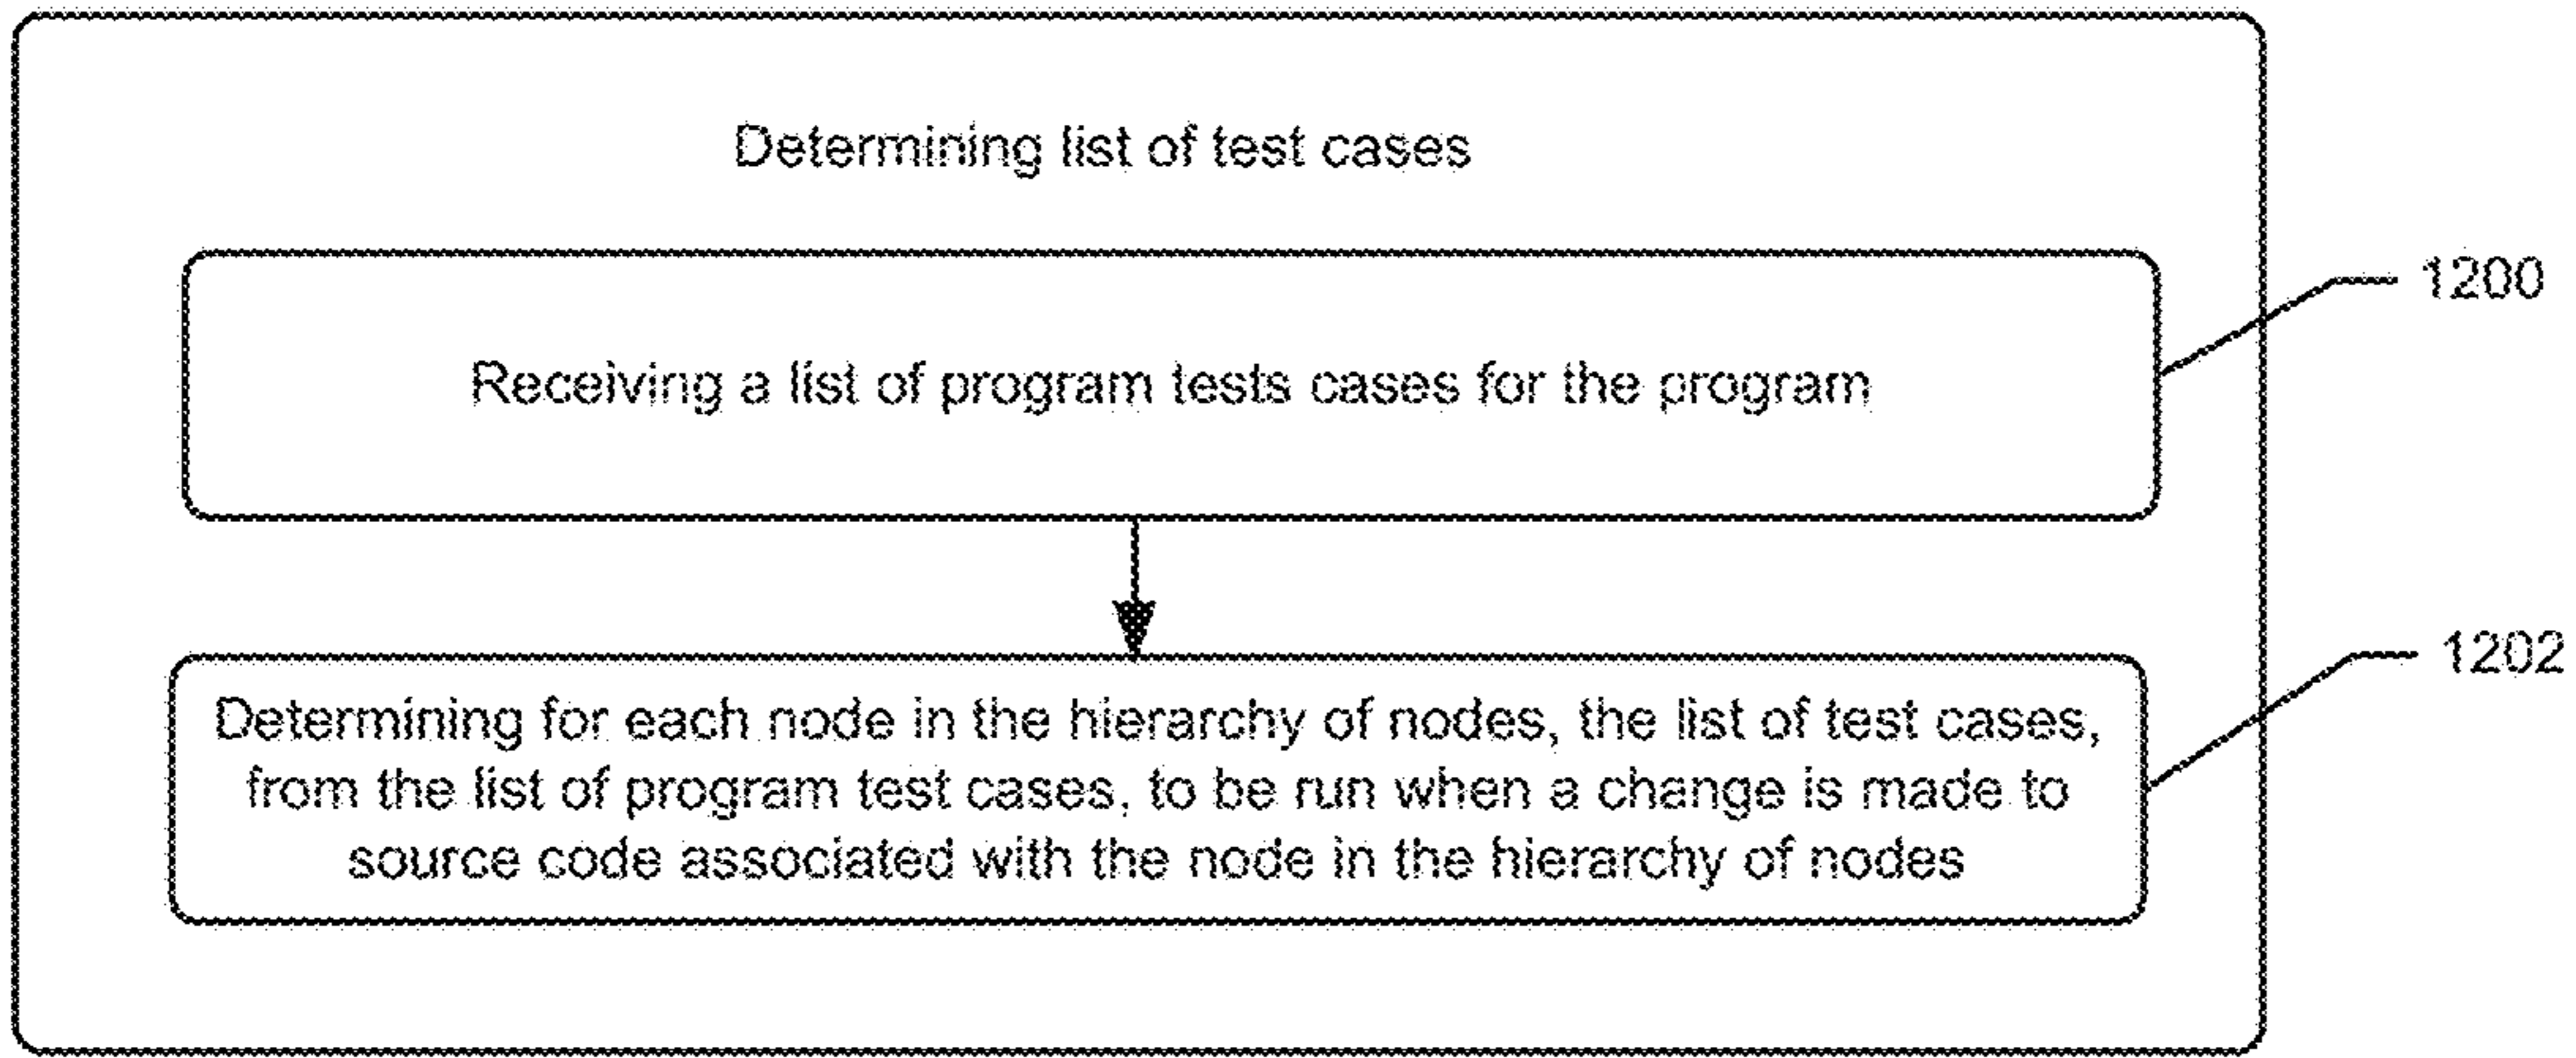 Determining list of test cases
Receiving a list of program tests cases for the program
1200
Determining for each node in the hierarchy of nodes, the list of test cases,
from the list of program test cases, to be run when a change is made to
source code associated with the node in the hierarchy of nodes
1202